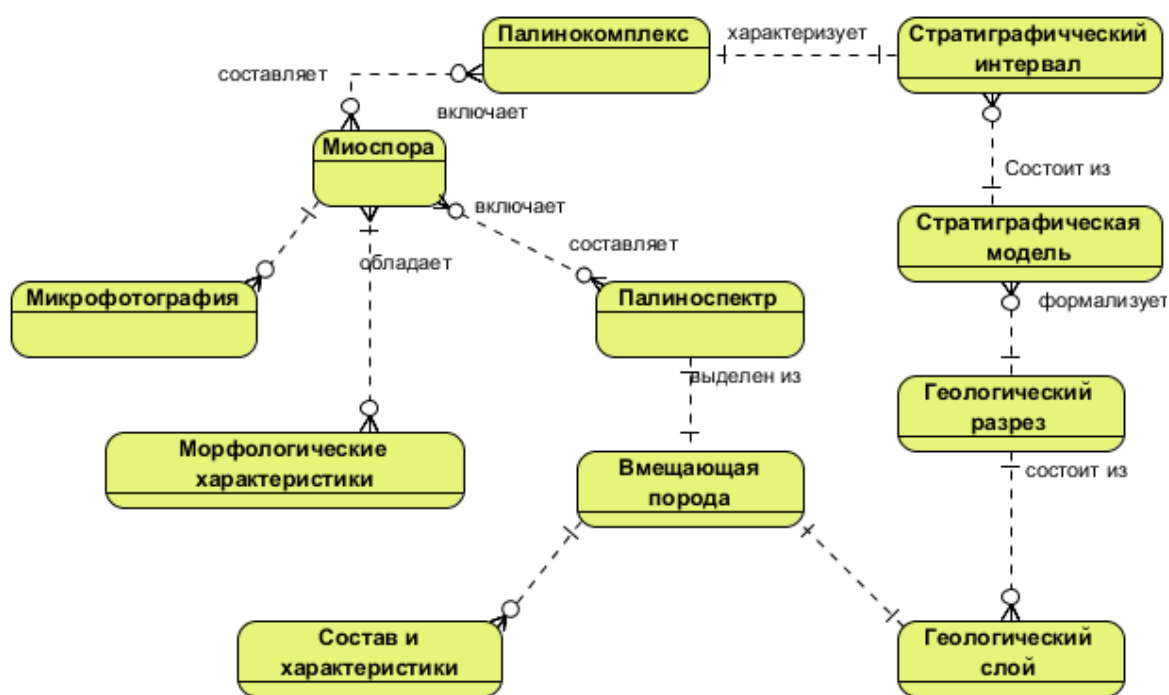 Палинокомплекс
характеризует
Стратиграфичческий
интервал
составляет
включает
Миоспора
Состоит из
включает
составляет
Стратиграфическая
модель
обладает
Микрофотография
Палиноспектр
формализует
выделен из
Геологический
разрез
Морфологические
характеристики
Вмещающая
порода
состоит из
Состав и
характеристики
Геологический
слой